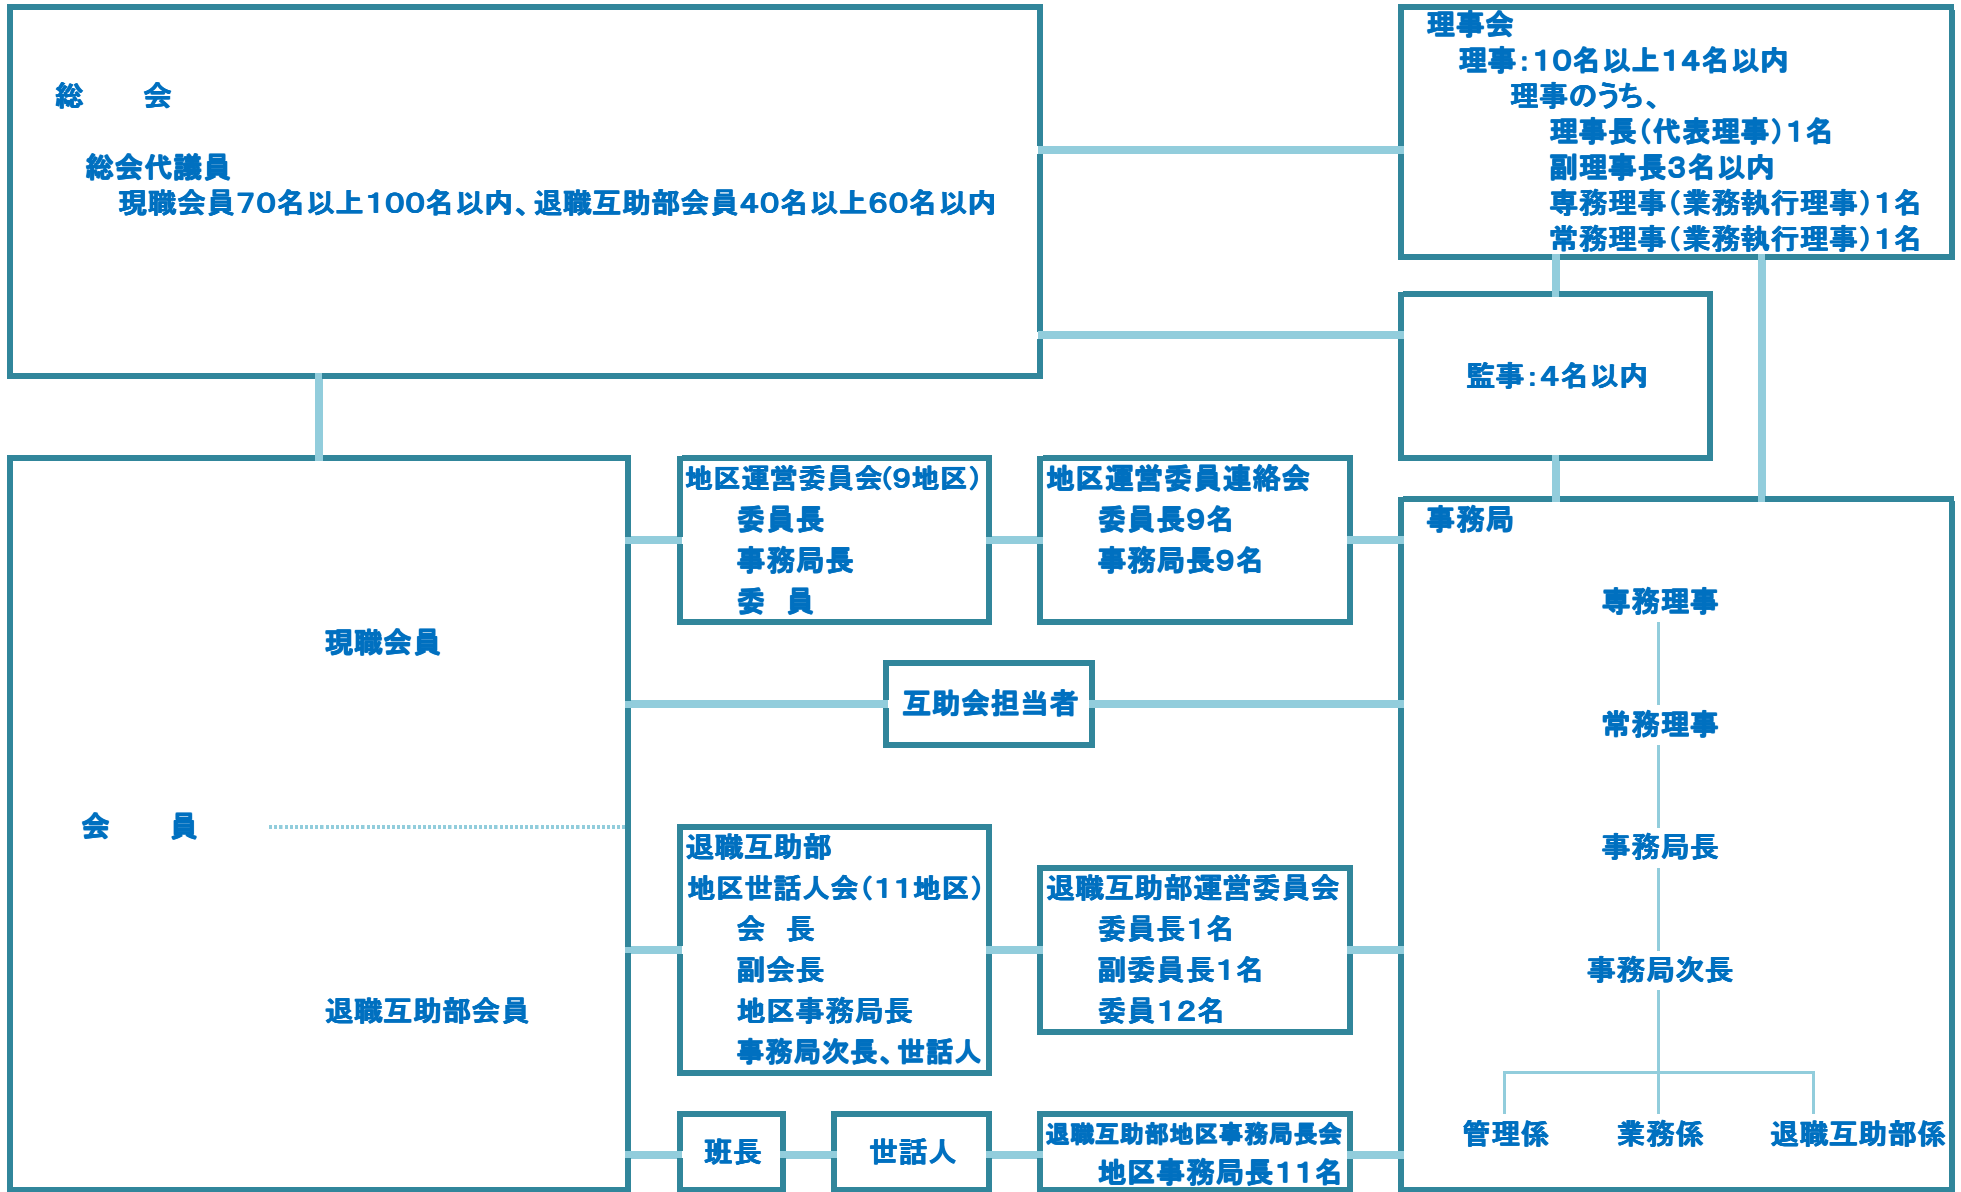 総　　会
総会代議員
現職会員70名以上100名以内、退職互助部会員40名以上60名以内
理事会
理事：10名以上14名以内
理事のうち、
理事長（代表理事）1名
副理事長3名以内
専務理事（業務執行理事）1名
常務理事（業務執行理事）1名
監事：4名以内
会　　員
現職会員
退職互助部会員
地区運営委員会(9地区)
委員長
事務局長
委　員
地区運営委員連絡会
委員長9名
事務局長9名
互助会担当者
退職互助部
地区世話人会（11地区）
会　長
副会長
地区事務局長
事務局次長、世話人
退職互助部運営委員会
委員長1名
副委員長1名
委員12名
班長
世話人
退職互助部地区事務局長会
地区事務局長11名
事務局
専務理事
常務理事
事務局長
事務局次長
管理係
業務係
退職互助部係